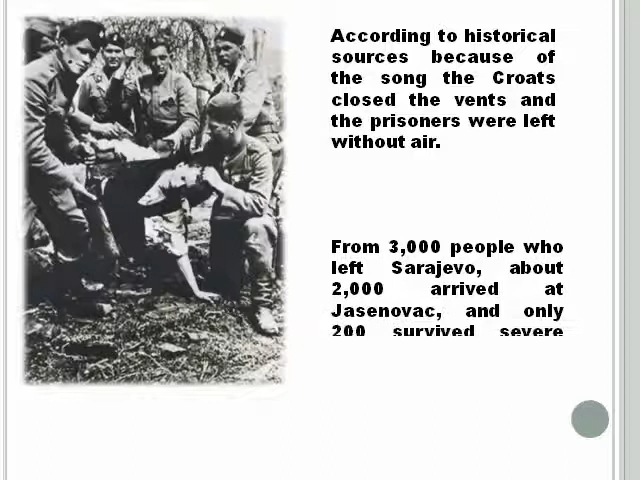 According to historical
sources because of
the song the Croats
closed the vents and
the prisoners were left
without air.
From 3,000 people who
left Sarajevo, about
2,000 arrived at
Jasenovac, and only
200 survived severe